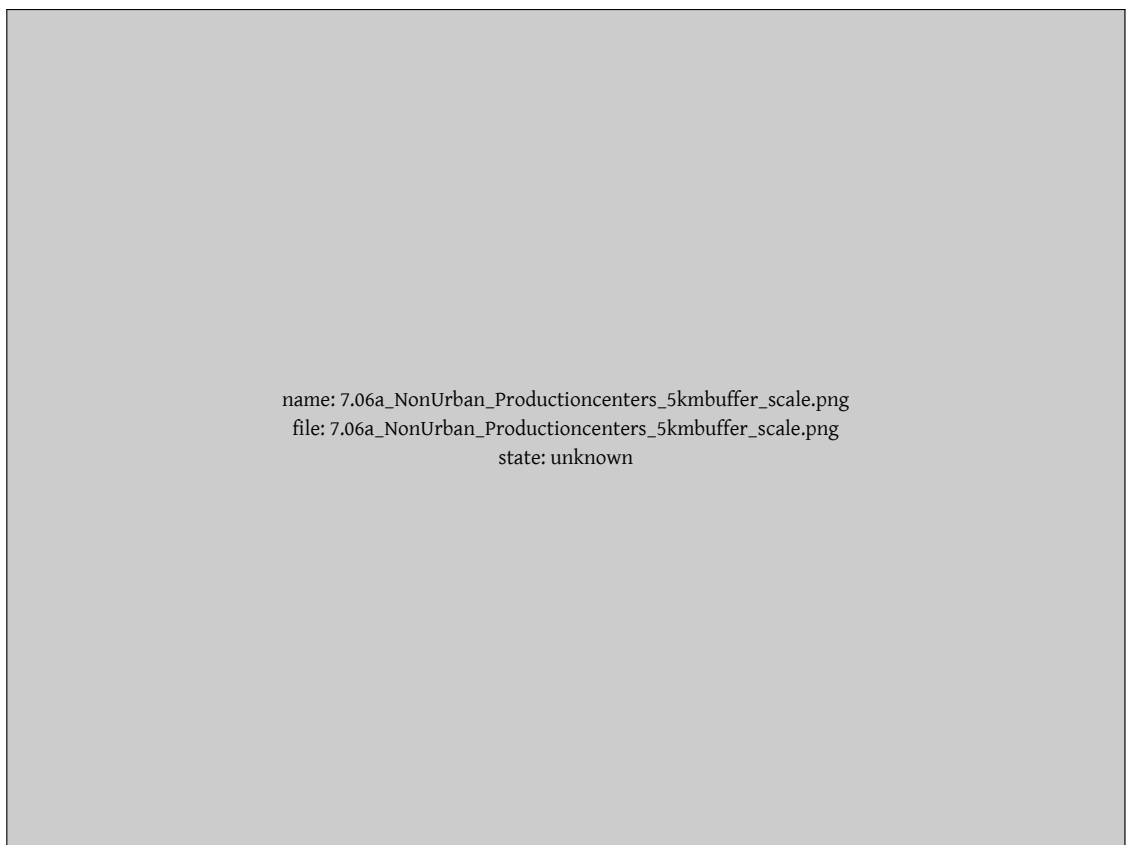 name: 7.06a_NonUrban_Productioncenters_5kmbuffer_scale.png
file: 7.06a_NonUrban_Productioncenters_5kmbuffer_scale.png
state: unknown